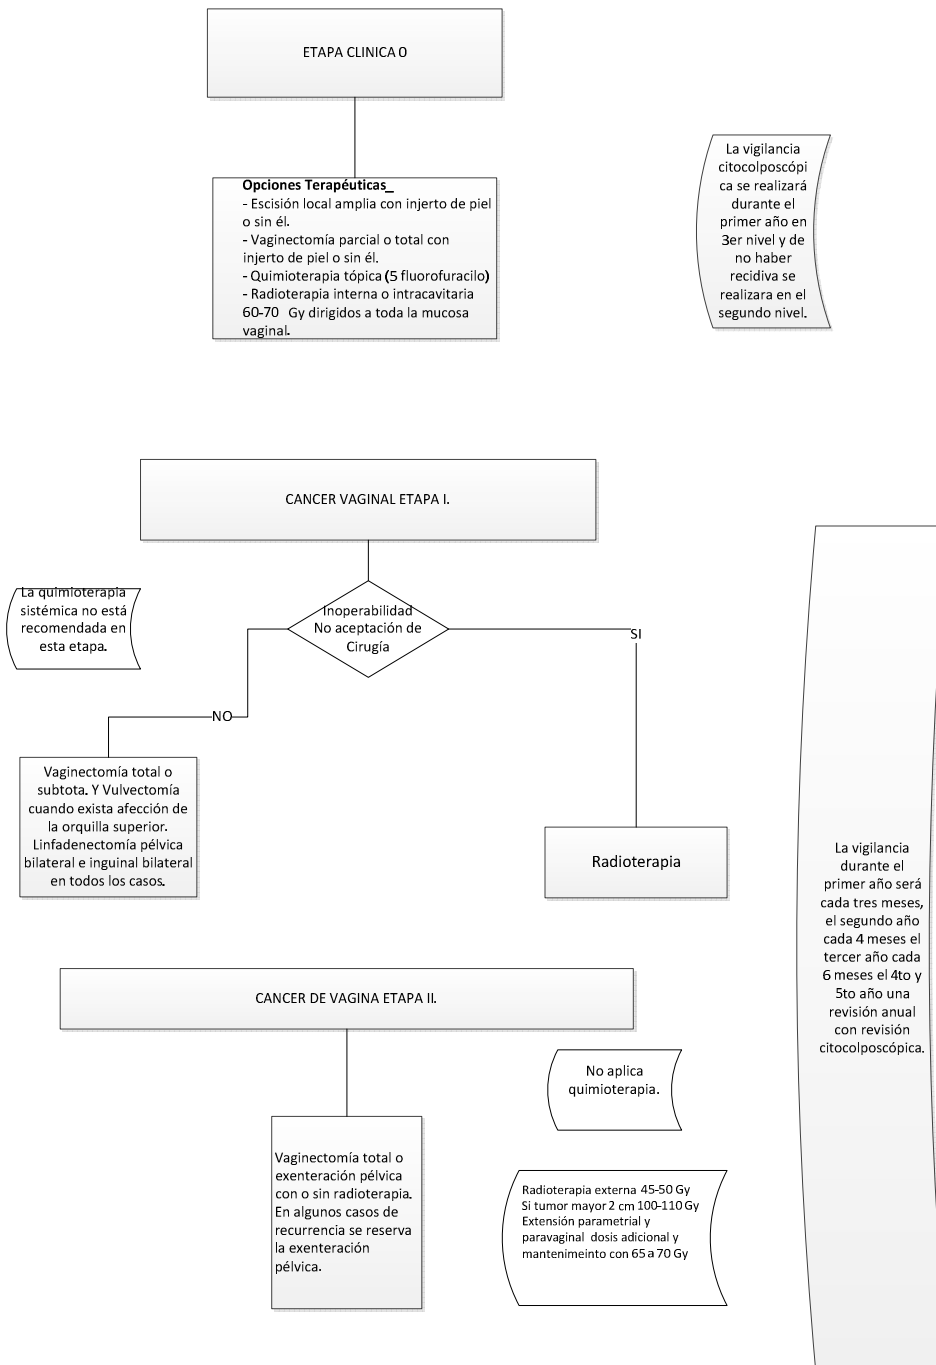 ETAPA CLINICA 0
Opciones Terapéuticas_
- Escisión local amplia con injerto de piel
o sin él.
- Vaginectomía parcial o total con
injerto de piel o sin él.
- Quimioterapia tópica (5 fluorofuracilo)
- Radioterapia interna o intracavitaria
60-70 Gy dirigidos a toda la mucosa
vaginal.
La vigilancia
citocolposcópi
ca se realizará
durante el
primer año en
3er nivel y de
no haber
recidiva se
realizara en el
segundo nivel.
CANCER VAGINAL ETAPA I.
La quimioterapia
sistémica no está
recomendada en
esta etapa.
Inoperabilidad
No aceptación de
Cirugía
SI
NO
Vaginectomía total o
subtota. Y Vulvectomía
cuando exista afección de
la orquilla superior.
Linfadenectomía pélvica
bilateral e inguinal bilateral
en todos los casos.
Radioterapia
La vigilancia
durante el
primer año será
cada tres meses,
el segundo año
cada 4 meses el
tercer año cada
6 meses el 4to y
5to año una
revisión anual
con revisión
citocolposcópica.
CANCER DE VAGINA ETAPA II.
No aplica
quimioterapia.
Vaginectomía total o
exenteración pélvica
con o sin radioterapia.
En algunos casos de
recurrencia se reserva
la exenteración
pélvica.
Radioterapia externa 45-50 Gy
Si tumor mayor 2 cm 100-110 Gy
Extensión parametrial y
paravaginal dosis adicional y
mantenimeinto con 65 a 70 Gy